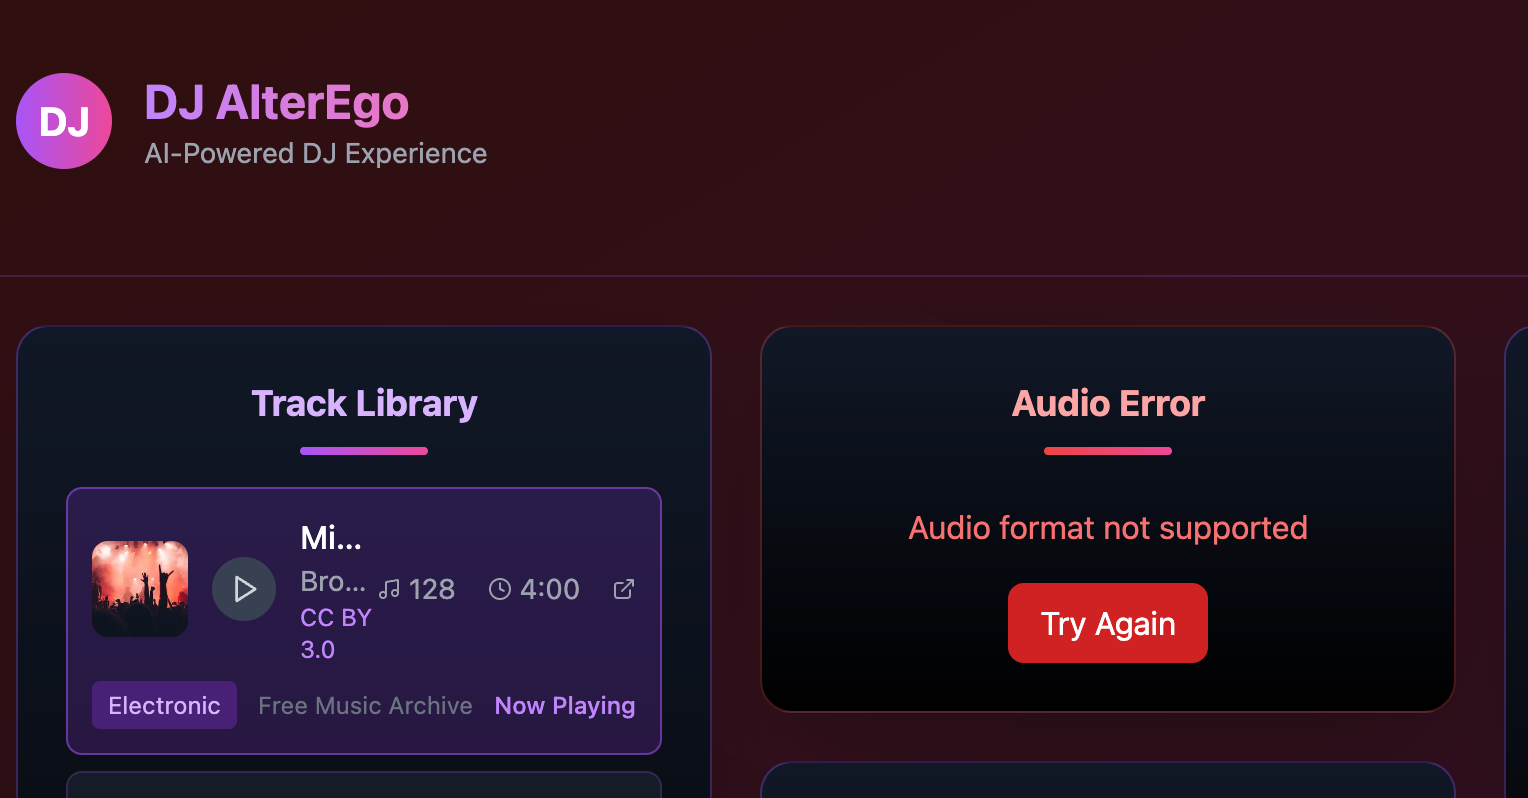 DJ
DJ AlterEgo
AI-Powered DJ Experience
Track Library
Mi...
Bro...
128
4:00
CC BY
3.0
Electronic
Free Music Archive
Now Playing
Audio Error
Audio format not supported
Try Again